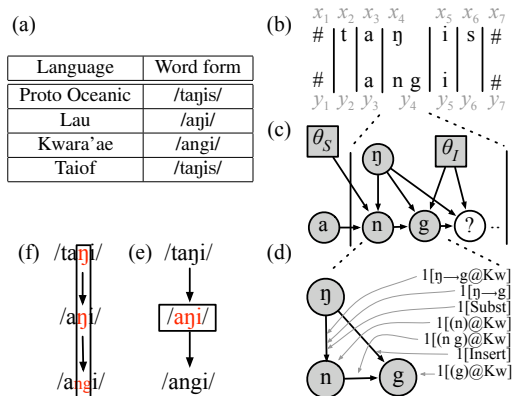 (a)
Language Word form
Proto Oceanic /taŋis/
Lau /aŋi/
Kwara'ae /angi/
Taiof /taŋis/
(b)
x1 x2 x3 x4 x5 x6 x7
# t a ŋ i s #
# a n g i #
y1 y2 y3 y4 y5 y6 y7
(c)
θS ŋ θI
a n g ? ..
(f)
/taŋi/
/aŋi/
/angi/
(e)
/taŋi/
/aŋi/
/angi/
(d)
ŋ
n g
1[ŋ→g@Kw]
1[ŋ→g]
1[Subst]
1[(n)@Kw]
1[(n g)@Kw]
1[Insert]
1[(g)@Kw]